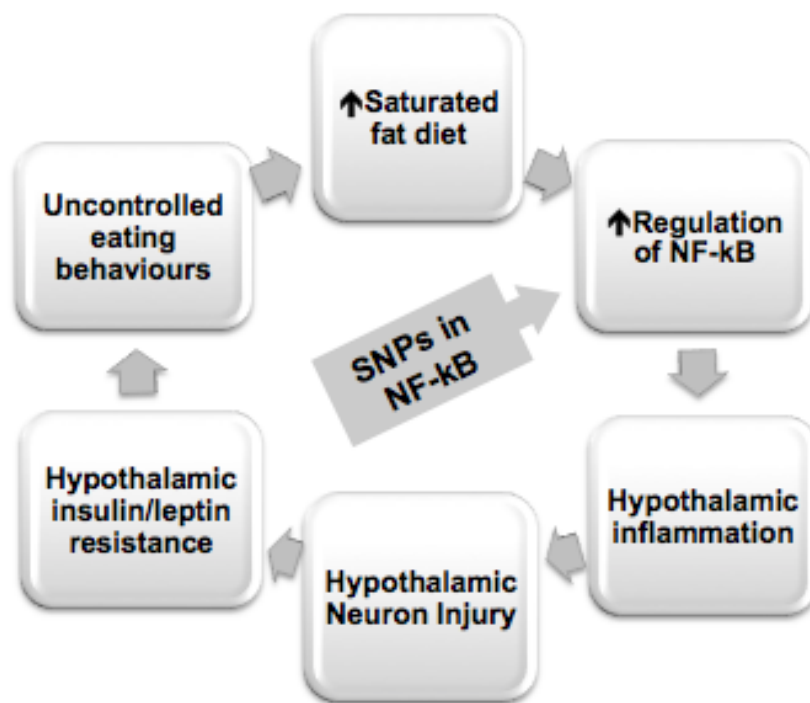 ↑Saturated
fat diet
↑Regulation
of NF-kB
Hypothalamic
inflammation
Hypothalamic
Neuron Injury
Hypothalamic
insulin/leptin
resistance
Uncontrolled
eating
behaviours
SNPs in
NF-kB